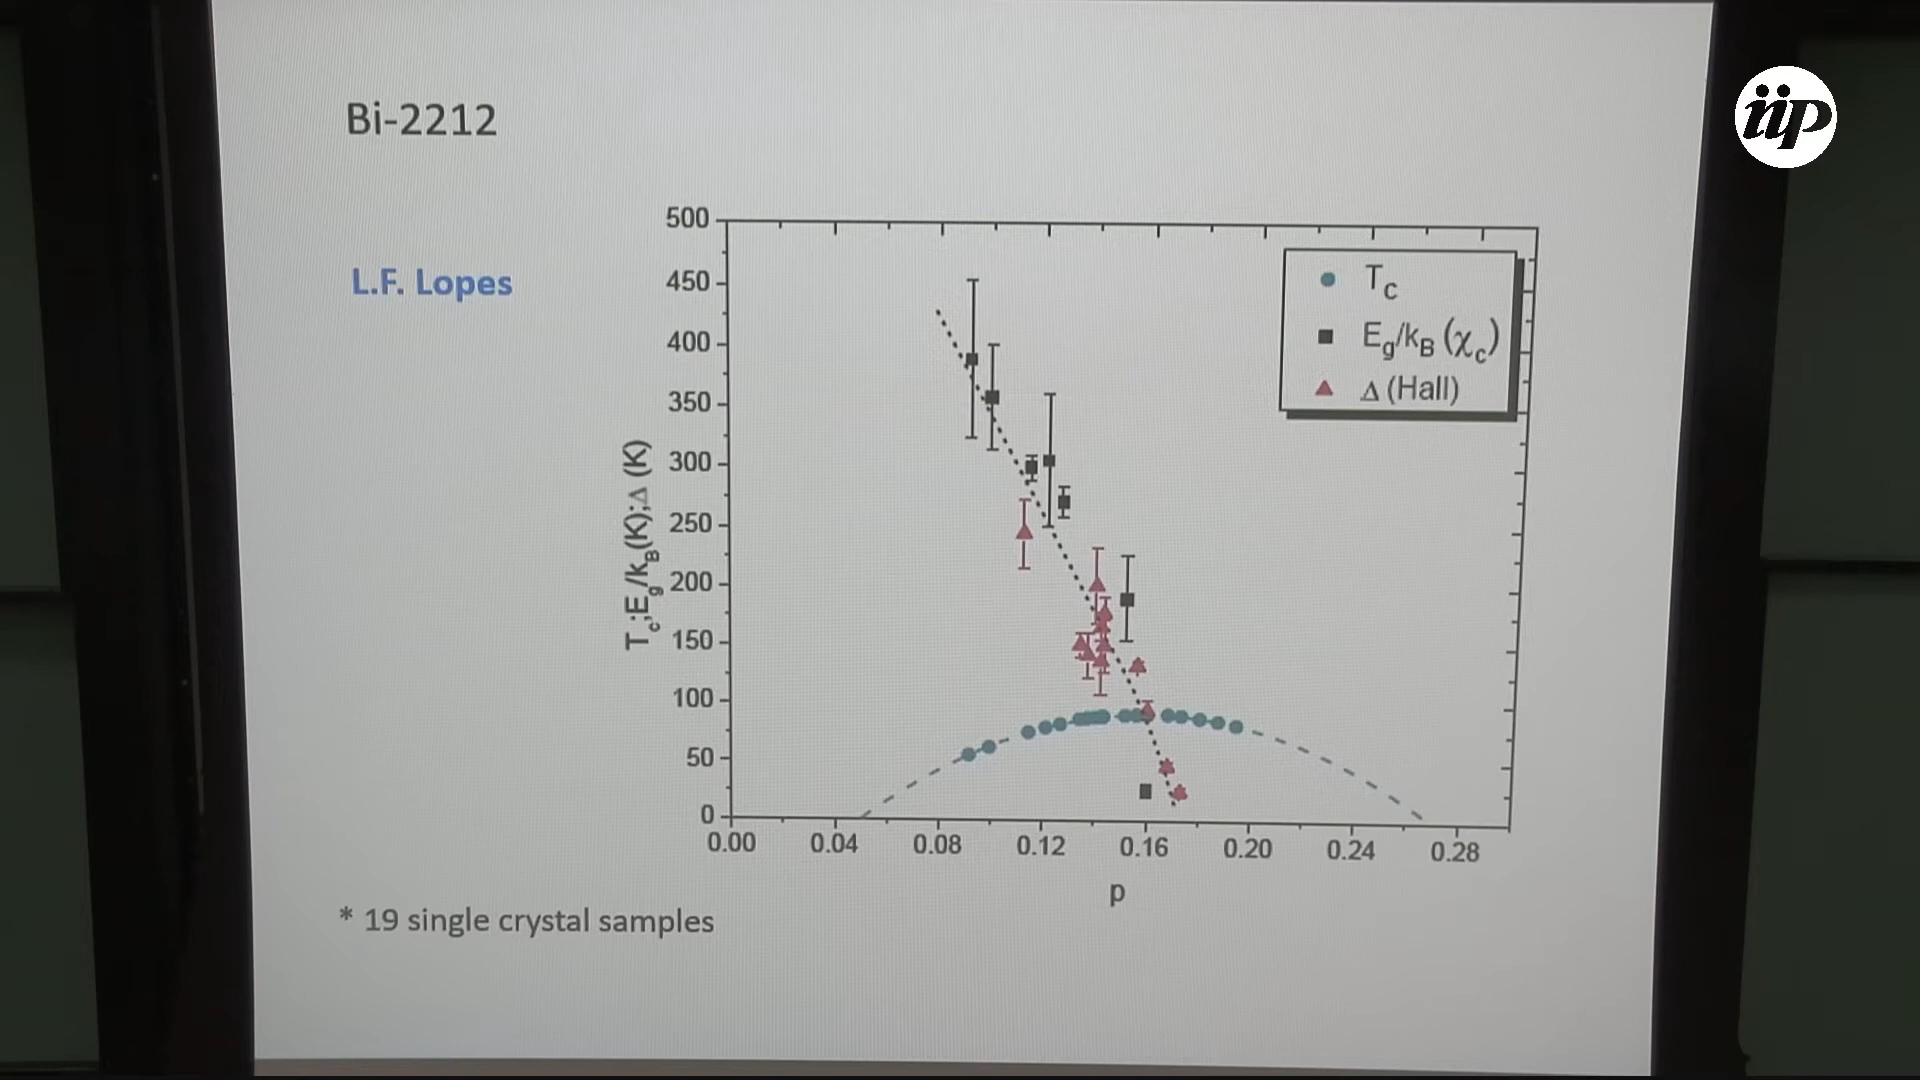 iip
Bi-2212
L.F. Lopes
500
450
400
350
300
250
200
150
100
50
0
T_c;E_g/k_B(K);Δ (K)
T_c
E_g/k_B (χ_c)
Δ (Hall)
0.00 0.04 0.08 0.12 0.16 0.20 0.24 0.28
p
* 19 single crystal samples